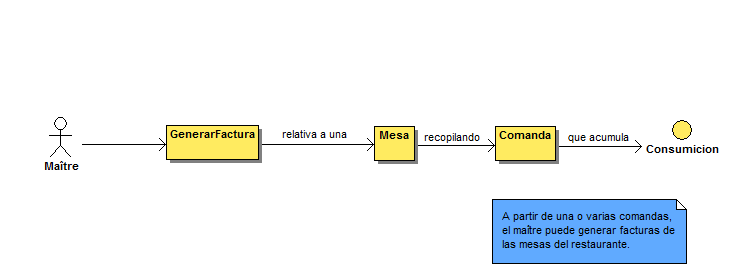 GenerarFactura
relativa a una
Mesa
recopilando
Comanda
que acumula
Consumicion
Maître
A partir de una o varias comandas,
el maître puede generar facturas de
las mesas del restaurante.